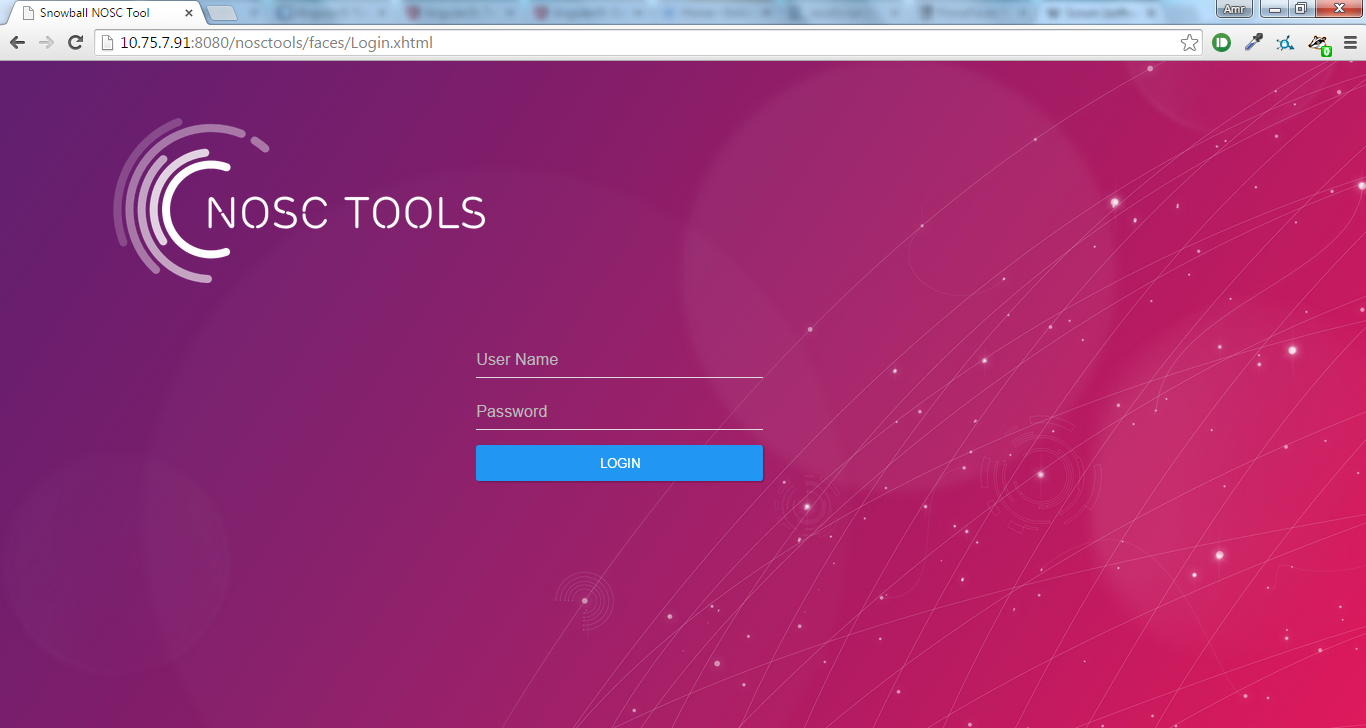 Snowball NOSC Tool
Amr
10.75.7.91:8080/nosctools/faces/Login.xhtml
0
NOSC TOOLS
User Name
Password
LOGIN